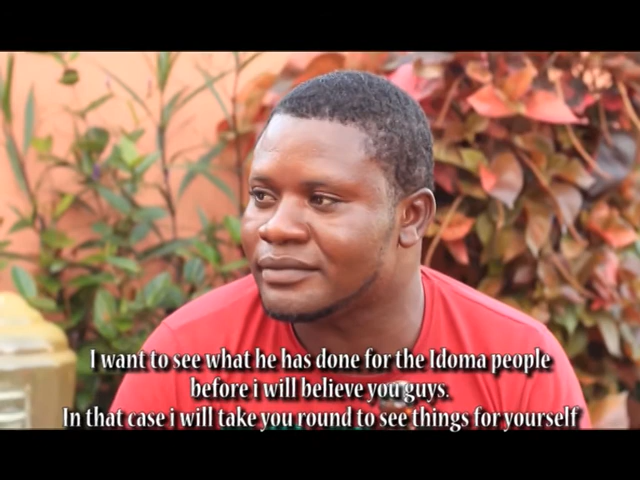 I want to see what he has done for the Idoma people
before i will believe you guys.
In that case i will take you round to see things for yourself